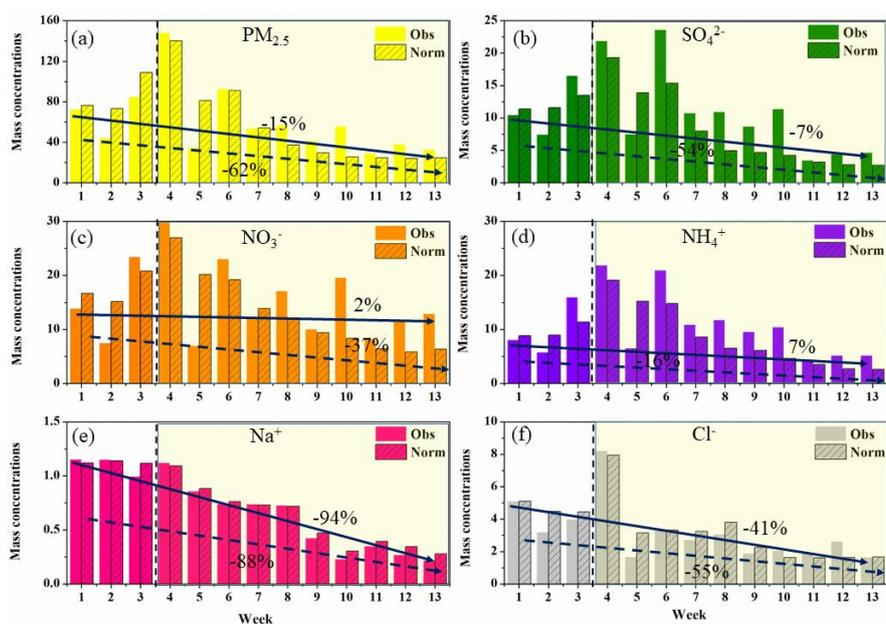 (a) PM2.5 Obs Norm
Mass concentrations
160
120
80
40
0
-15%
-62%
1 2 3 4 5 6 7 8 9 10 11 12 13
(b) SO4^2- Obs Norm
Mass concentrations
25
20
15
10
5
0
-7%
-54%
1 2 3 4 5 6 7 8 9 10 11 12 13
(c) NO3^- Obs Norm
Mass concentrations
30
20
10
0
2%
-37%
1 2 3 4 5 6 7 8 9 10 11 12 13
(d) NH4^+ Obs Norm
Mass concentrations
30
20
10
0
7%
-16%
1 2 3 4 5 6 7 8 9 10 11 12 13
(e) Na^+ Obs Norm
Mass concentrations
1.5
1.0
0.5
0.0
-94%
-88%
1 2 3 4 5 6 7 8 9 10 11 12 13
Week
(f) Cl^- Obs Norm
Mass concentrations
10
8
6
4
2
0
-41%
-55%
1 2 3 4 5 6 7 8 9 10 11 12 13
Week